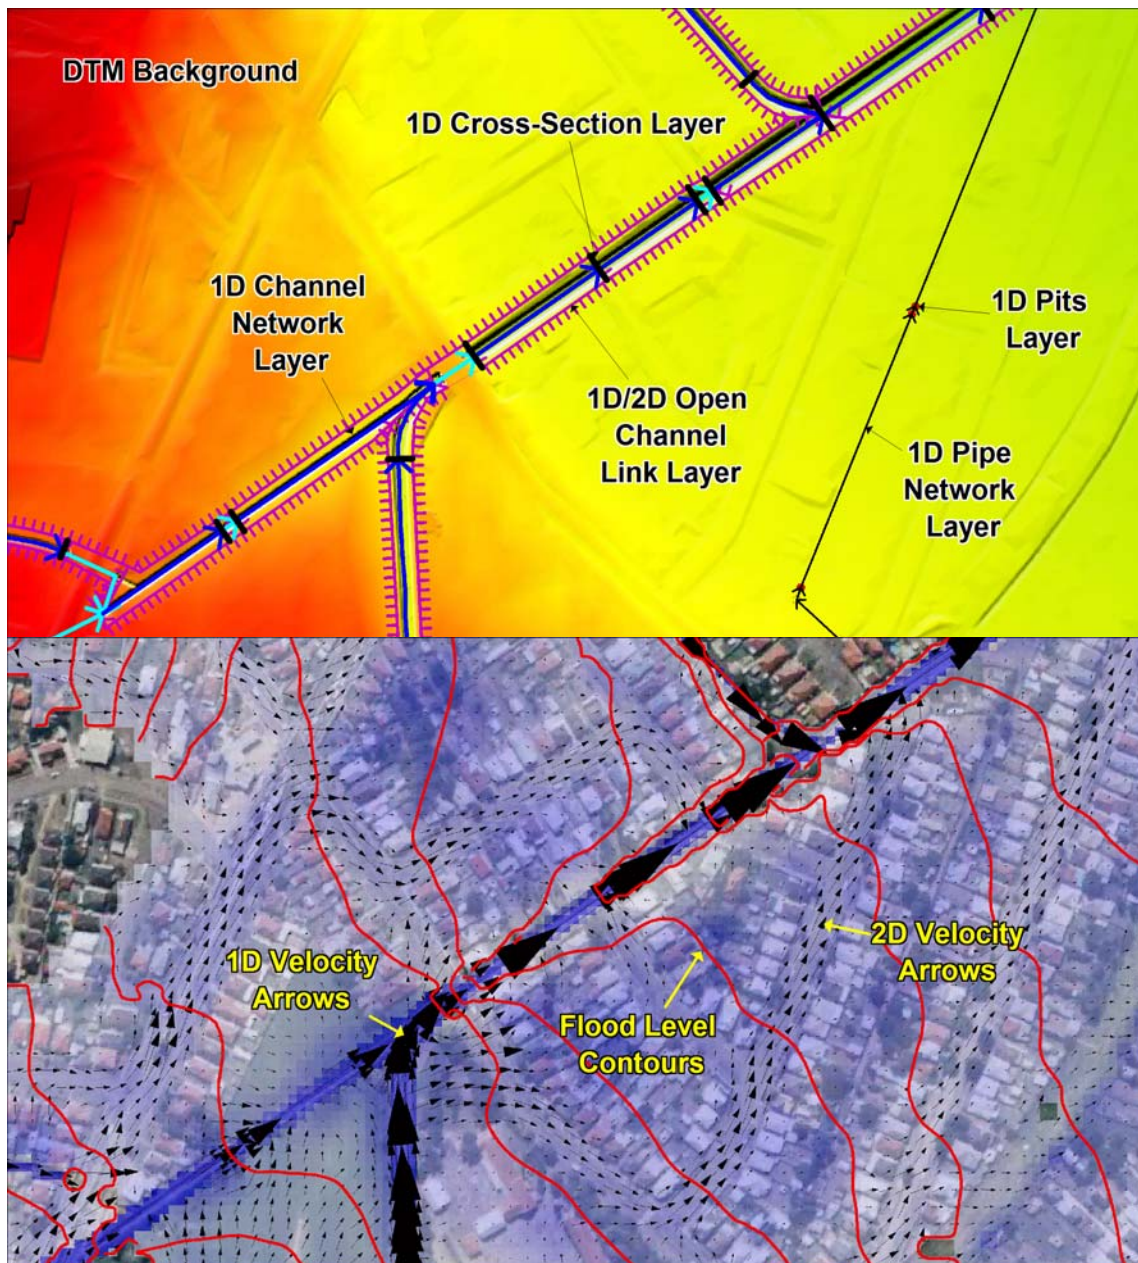 DTM Background
1D Cross-Section Layer
1D Channel
Network
Layer
1D Pits
Layer
1D/2D Open
Channel
Link Layer
1D Pipe
Network
Layer
1D Velocity
Arrows
2D Velocity
Arrows
Flood Level
Contours